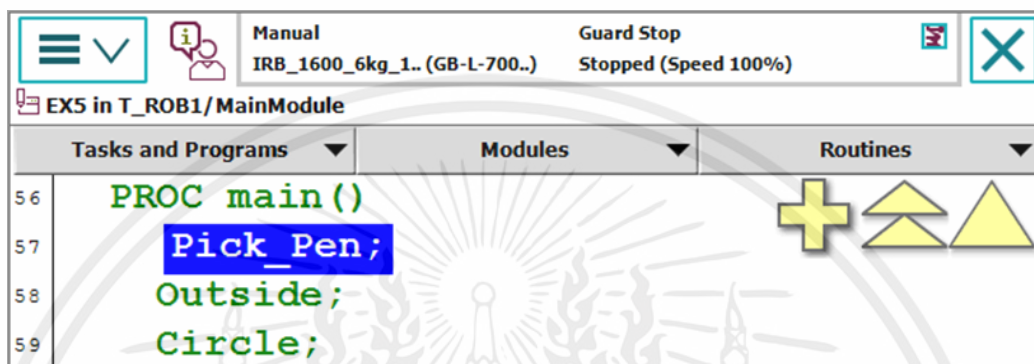 Manual
Guard Stop
IRB_1600_6kg_1.. (GB-L-700..)
Stopped (Speed 100%)
EX5 in T_ROB1/MainModule
Tasks and Programs
Modules
Routines
56 PROC main()
57 Pick_Pen;
58 Outside;
59 Circle;